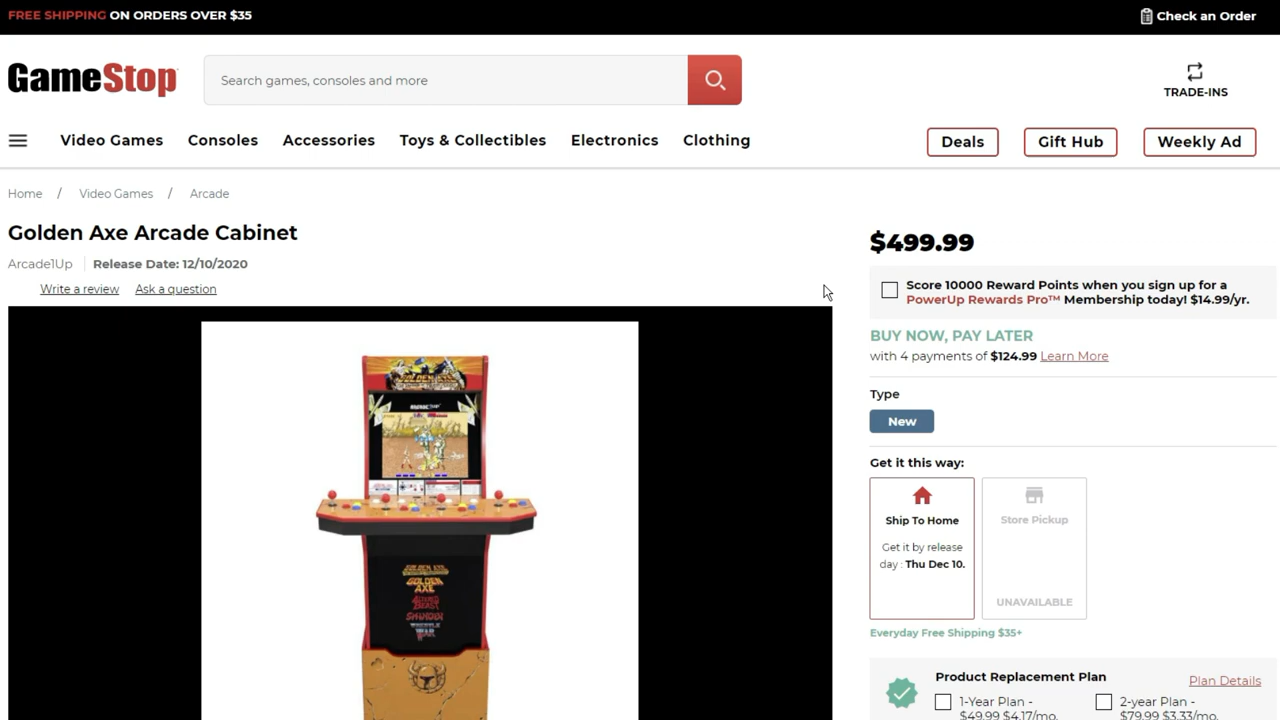 FREE SHIPPING ON ORDERS OVER $35
Check an Order
GameStop
Search games, consoles and more
TRADE-INS
Video Games
Consoles
Accessories
Toys & Collectibles
Electronics
Clothing
Deals
Gift Hub
Weekly Ad
Home / Video Games / Arcade
Golden Axe Arcade Cabinet
Arcade1Up
Release Date: 12/10/2020
Write a review
Ask a question
GOLDEN AXE
ALTERED BEAST
SHINOBI
$499.99
Score 10000 Reward Points when you sign up for a
PowerUp Rewards Pro™ Membership today! $14.99/yr.
BUY NOW, PAY LATER
with 4 payments of $124.99 Learn More
Type
New
Get it this way:
Ship To Home
Get it by release
day : Thu Dec 10.
Store Pickup
UNAVAILABLE
Everyday Free Shipping $35+
Product Replacement Plan
Plan Details
1-Year Plan -
$49.99 $4.17/mo.
2-year Plan -
$79.99 $3.33/mo.